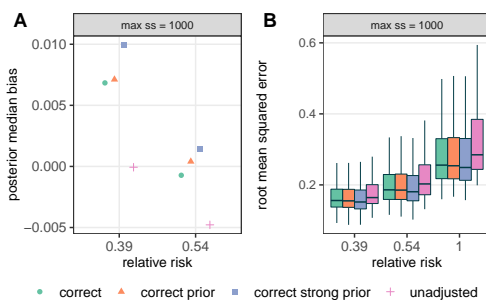 A
max ss = 1000
posterior median bias
0.010
0.005
0.000
−0.005
0.39
0.54
relative risk
B
max ss = 1000
root mean squared error
0.6
0.4
0.2
0.39
0.54
1
relative risk
correct
correct prior
correct strong prior
unadjusted